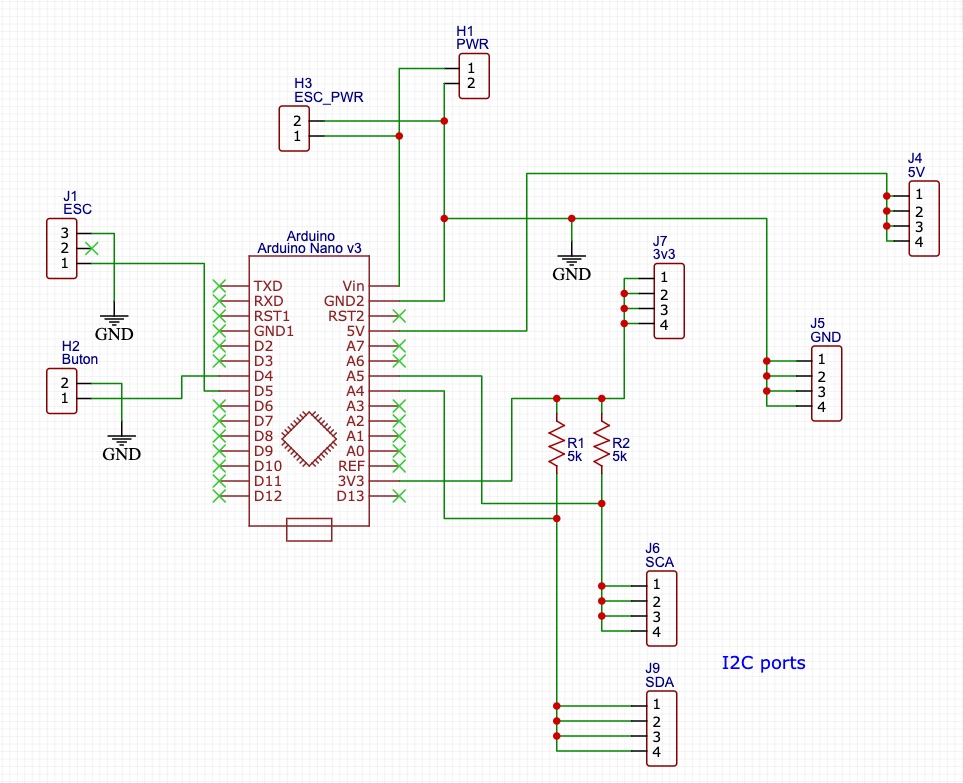 H1
PWR
1
2
H3
ESC_PWR
2
1
J4
5V
1
2
3
4
J1
ESC
3
2
1
GND
Arduino
Arduino Nano v3
TXD Vin
RXD GND2
RST1 RST2
GND1 5V
D2 A7
D3 A6
D4 A5
D5 A4
D6 A3
D7 A2
D8 A1
D9 A0
D10 REF
D11 3V3
D12 D13
GND
J7
3v3
1
2
3
4
J5
GND
1
2
3
4
H2
Buton
2
1
GND
R1
5k
R2
5k
J6
SCA
1
2
3
4
I2C ports
J9
SDA
1
2
3
4